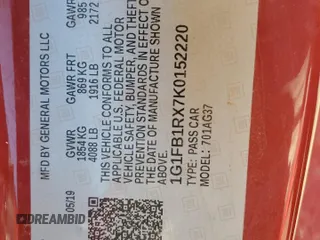 MFD BY GENERAL MOTORS LLC
05/19
GVWR
1854 KG
4088 LB
GAWR FRT
869 KG
1916 LB
GAWR
985
2172
THIS VEHICLE CONFORMS TO ALL
APPLICABLE U.S. FEDERAL MOTOR
VEHICLE SAFETY, BUMPER, AND THEFT
PREVENTION STANDARDS IN EFFECT ON
THE DATE OF MANUFACTURE SHOWN ABOVE.
1G1FB1RX7K0152220
TYPE: PASS CAR
MODEL: 701AG37
DREAMBID